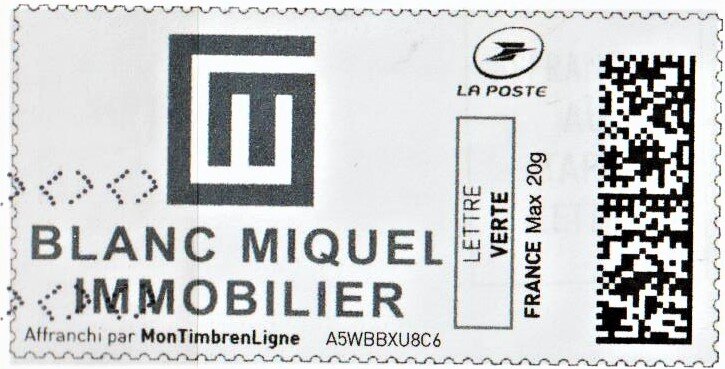 BLANC MIQUEL
IMMOBILIER
Affranchi par MonTimbrenLigne A5WBBXU8C6
LA POSTE
LETTRE
VERTE
FRANCE Max 20g